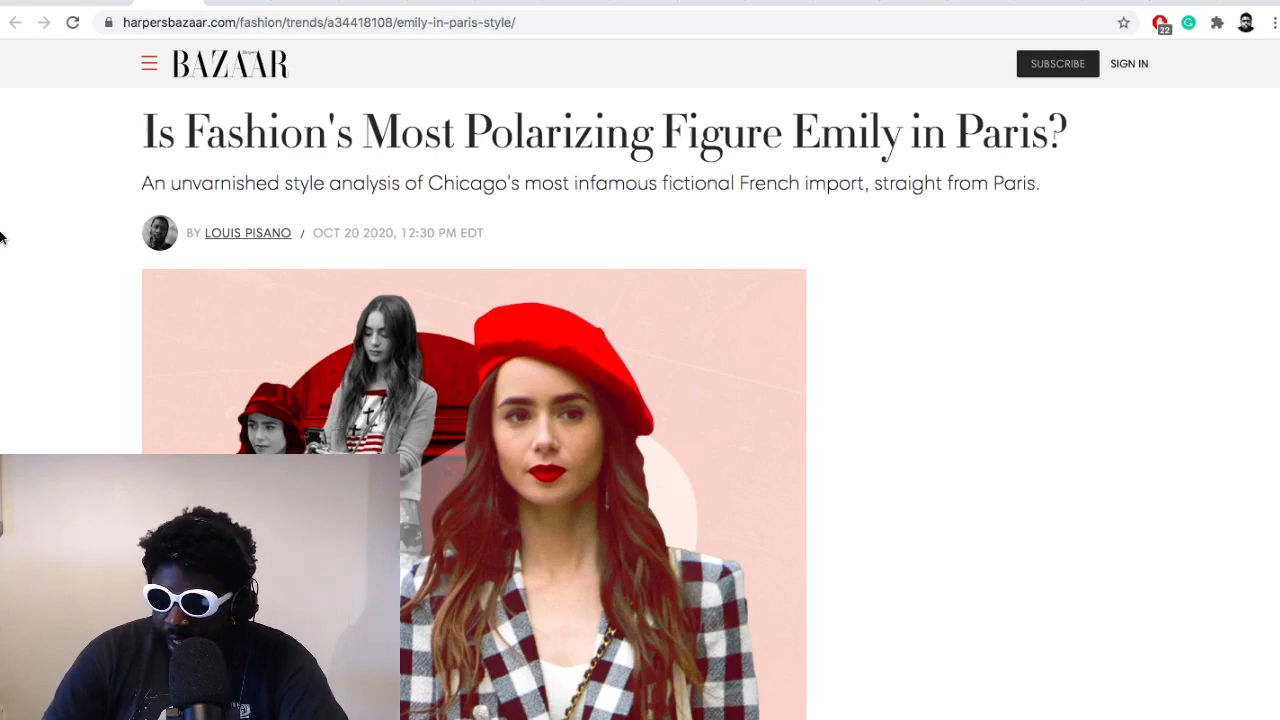 harpersbazaar.com/fashion/trends/a34418108/emily-in-paris-style/
22
Harper's
BAZAAR
SUBSCRIBE
SIGN IN
Is Fashion's Most Polarizing Figure Emily in Paris?
An unvarnished style analysis of Chicago's most infamous fictional French import, straight from Paris.
BY LOUIS PISANO / OCT 20 2020, 12:30 PM EDT